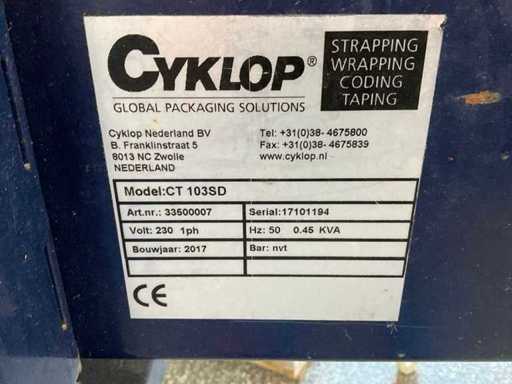 CYKLOP®
GLOBAL PACKAGING SOLUTIONS
STRAPPING
WRAPPING
CODING
TAPING
Cyklop Nederland BV
B. Franklinstraat 5
8013 NC Zwolle
NEDERLAND
Tel: +31(0)38- 4675800
Fax: +31(0)38- 4675839
www.cyklop.nl
Model:CT 103SD
Art.nr.: 33500007 Serial:17101194
Volt: 230 1ph Hz: 50 0.45 KVA
Bouwjaar: 2017 Bar: nvt
CE